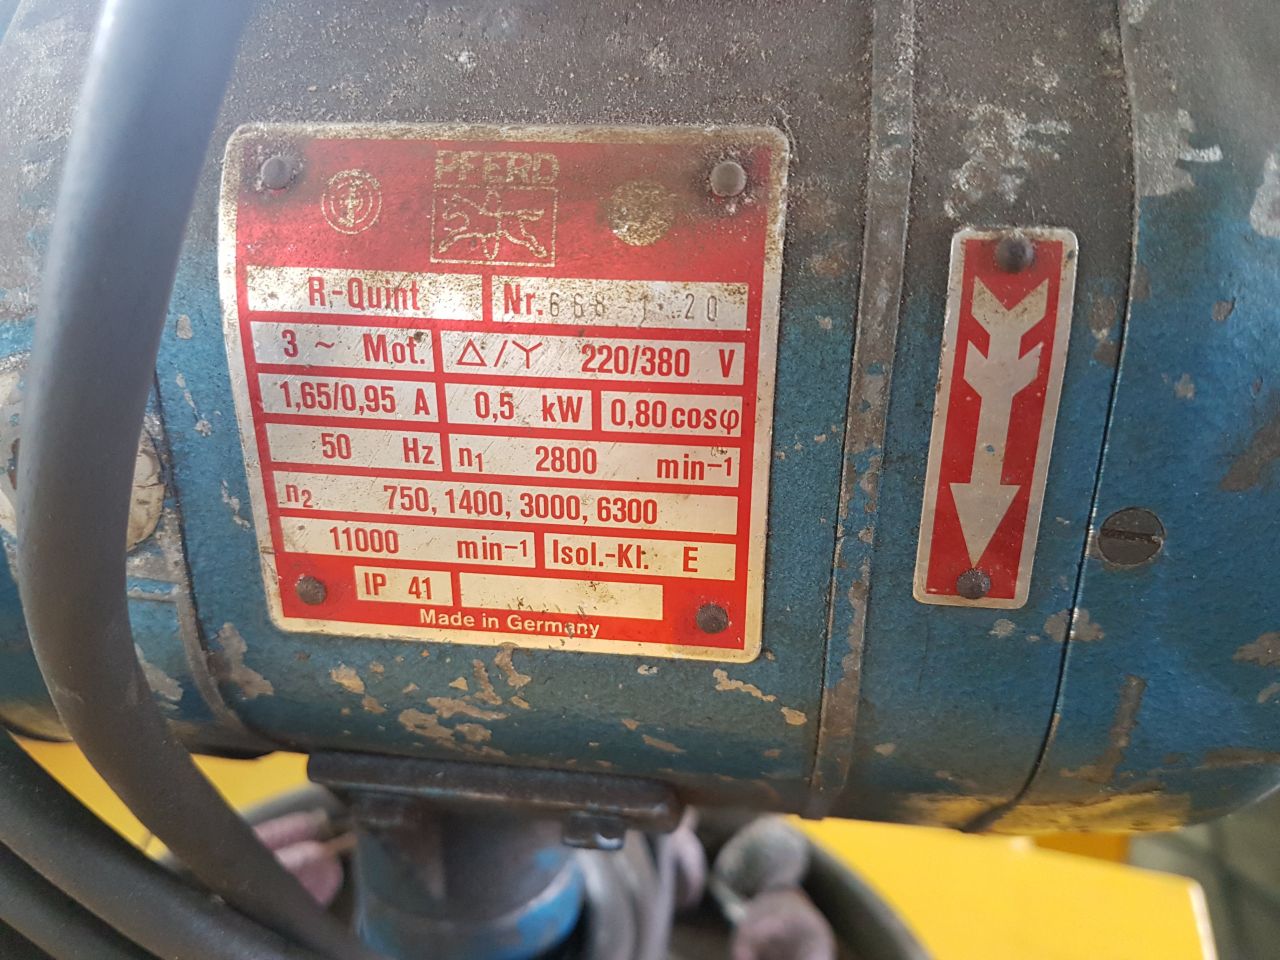 PFERD
R.-Quint Nr. 668 1 20
3 ~ Mot. △/Y 220/380 V
1,65/0,95 A 0,5 kW 0,80 cosφ
50 Hz n1 2800 min-1
n2 750, 1400, 3000, 6300
11000 min-1 Isol.-Kt. E
IP 41
Made in Germany